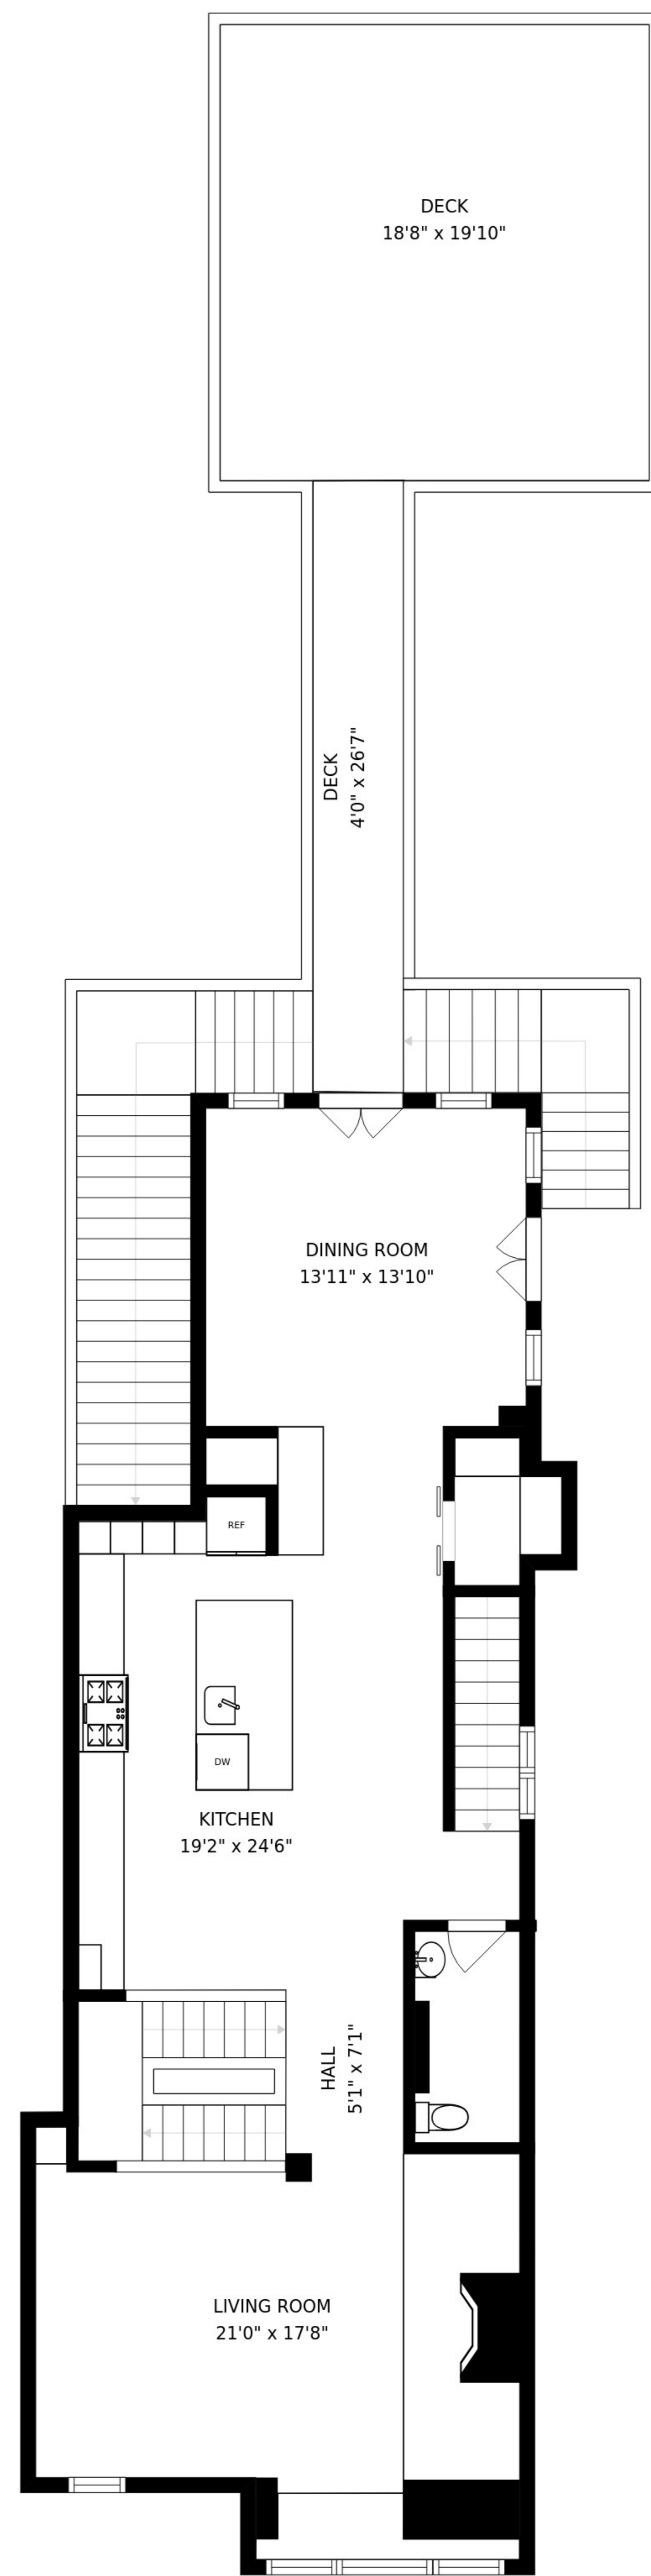 DECK
18'8" x 19'10"
DECK
4'0" x 26'7"
DINING ROOM
13'11" x 13'10"
REF
DW
KITCHEN
19'2" x 24'6"
HALL
5'1" x 7'1"
LIVING ROOM
21'0" x 17'8"